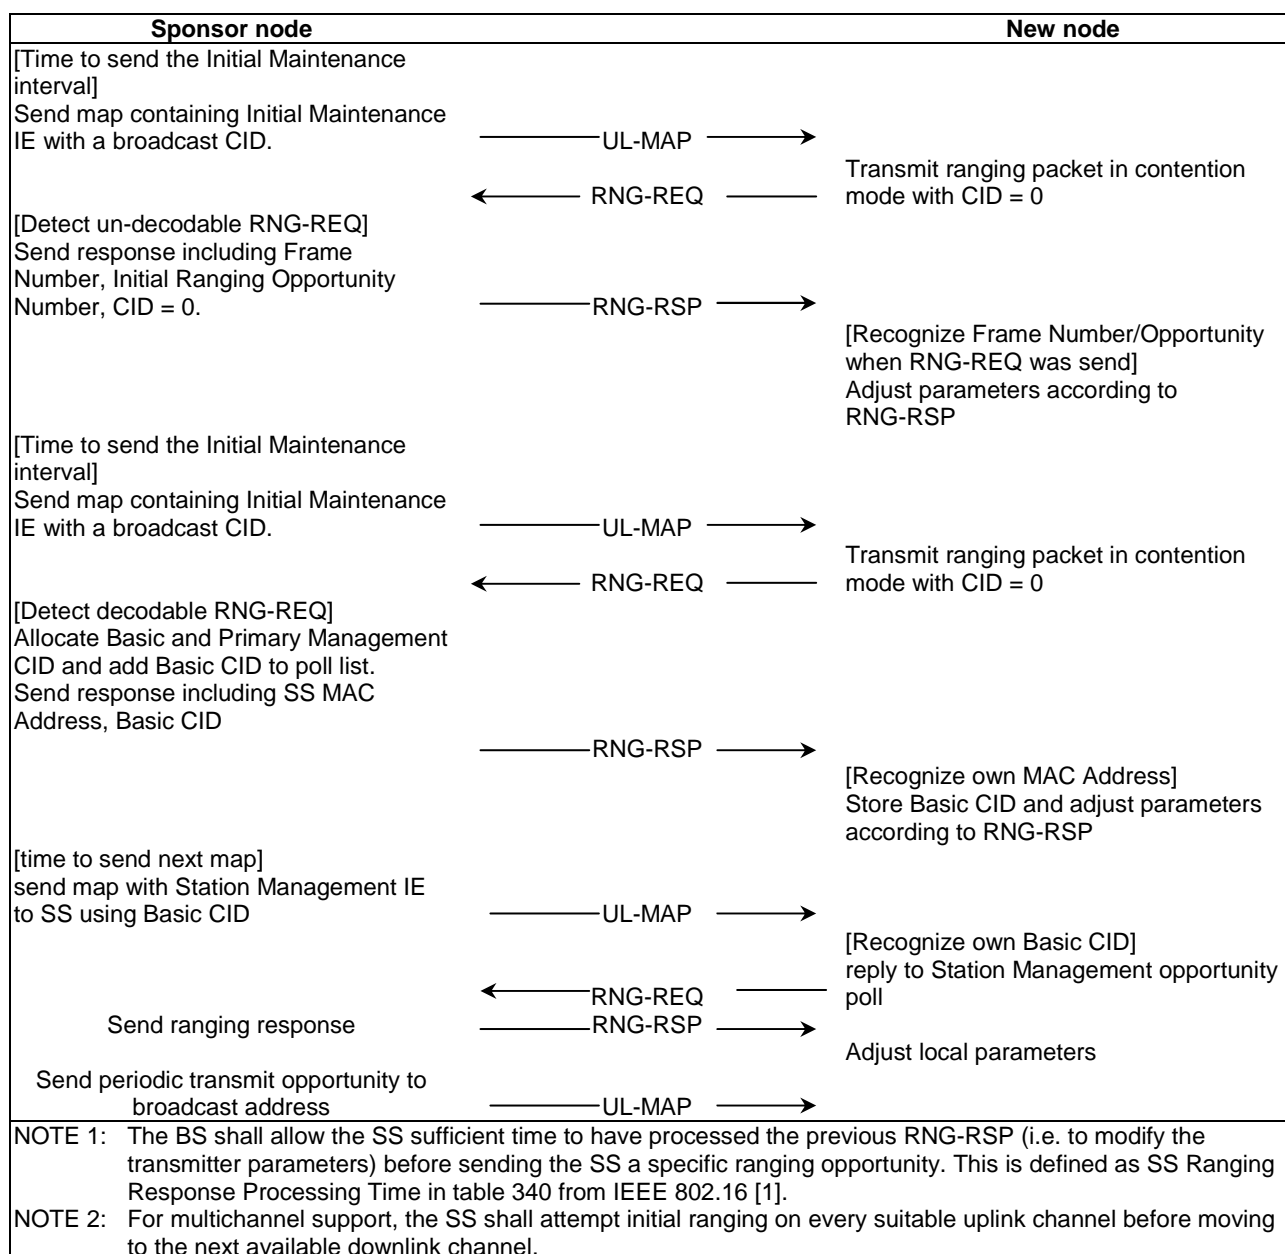 Sponsor node New node
[Time to send the Initial Maintenance
interval]
Send map containing Initial Maintenance
IE with a broadcast CID. UL-MAP
Transmit ranging packet in contention
RNG-REQ mode with CID = 0
[Detect un-decodable RNG-REQ]
Send response including Frame
Number, Initial Ranging Opportunity
Number, CID = 0. RNG-RSP
[Recognize Frame Number/Opportunity
when RNG-REQ was send]
Adjust parameters according to
RNG-RSP
[Time to send the Initial Maintenance
interval]
Send map containing Initial Maintenance
IE with a broadcast CID. UL-MAP
Transmit ranging packet in contention
RNG-REQ mode with CID = 0
[Detect decodable RNG-REQ]
Allocate Basic and Primary Management
CID and add Basic CID to poll list.
Send response including SS MAC
Address, Basic CID
RNG-RSP
[Recognize own MAC Address]
Store Basic CID and adjust parameters
according to RNG-RSP
[time to send next map]
send map with Station Management IE
to SS using Basic CID UL-MAP
[Recognize own Basic CID]
reply to Station Management opportunity
RNG-REQ poll
Send ranging response RNG-RSP
Adjust local parameters
Send periodic transmit opportunity to
broadcast address UL-MAP
NOTE 1: The BS shall allow the SS sufficient time to have processed the previous RNG-RSP (i.e. to modify the
transmitter parameters) before sending the SS a specific ranging opportunity. This is defined as SS Ranging
Response Processing Time in table 340 from IEEE 802.16 [1].
NOTE 2: For multichannel support, the SS shall attempt initial ranging on every suitable uplink channel before moving
to the next available downlink channel.